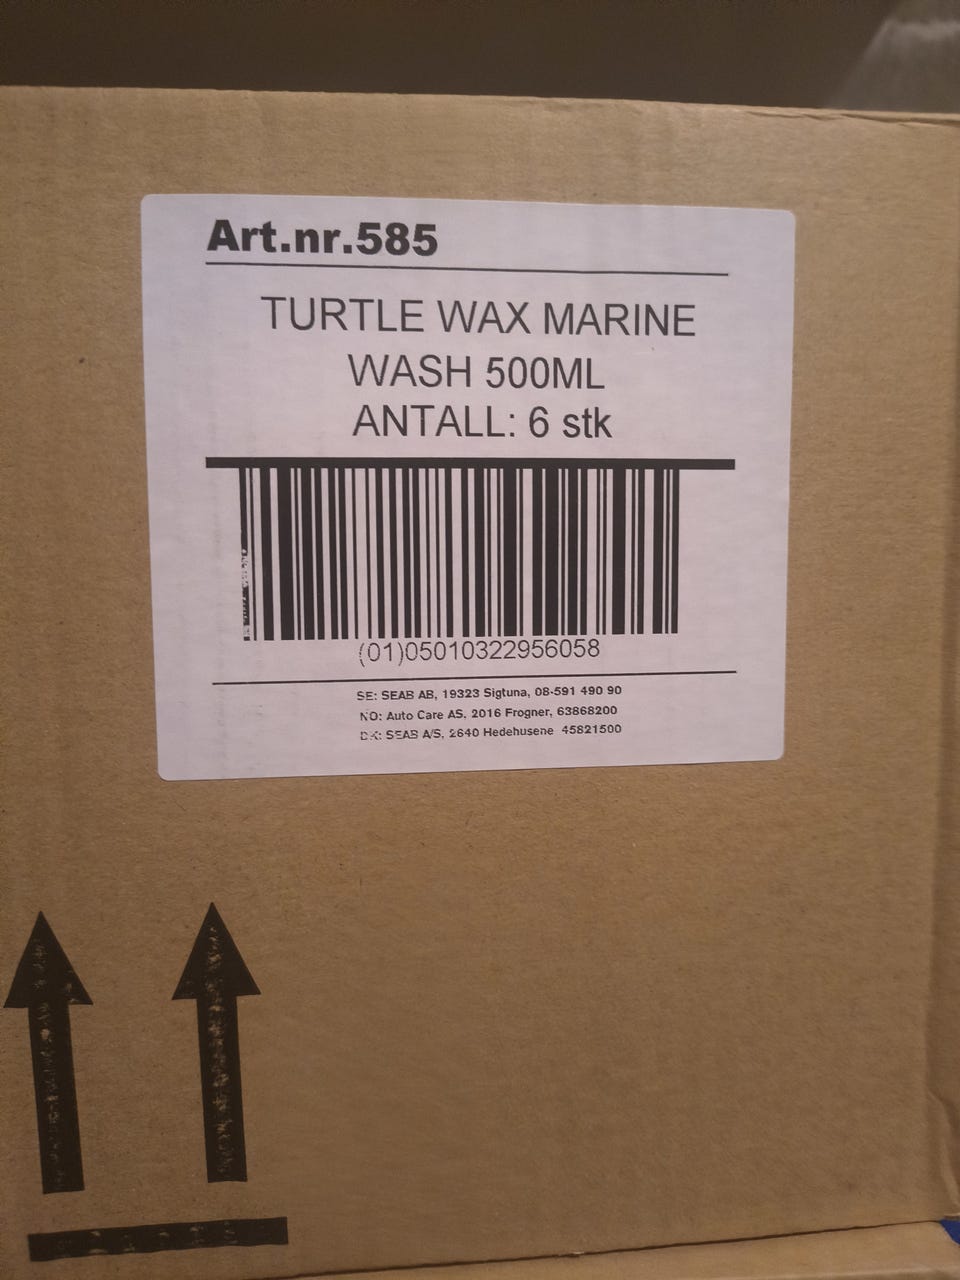 Art.nr.585
TURTLE WAX MARINE
WASH 500ML
ANTALL: 6 stk
(01)05010322956058
SE: SEAB AB, 19323 Sigtuna, 08-591 490 90
NO: Auto Care AS, 2016 Frogner, 63868200
DK: SEAB A/S, 2640 Hedehusene 45821500